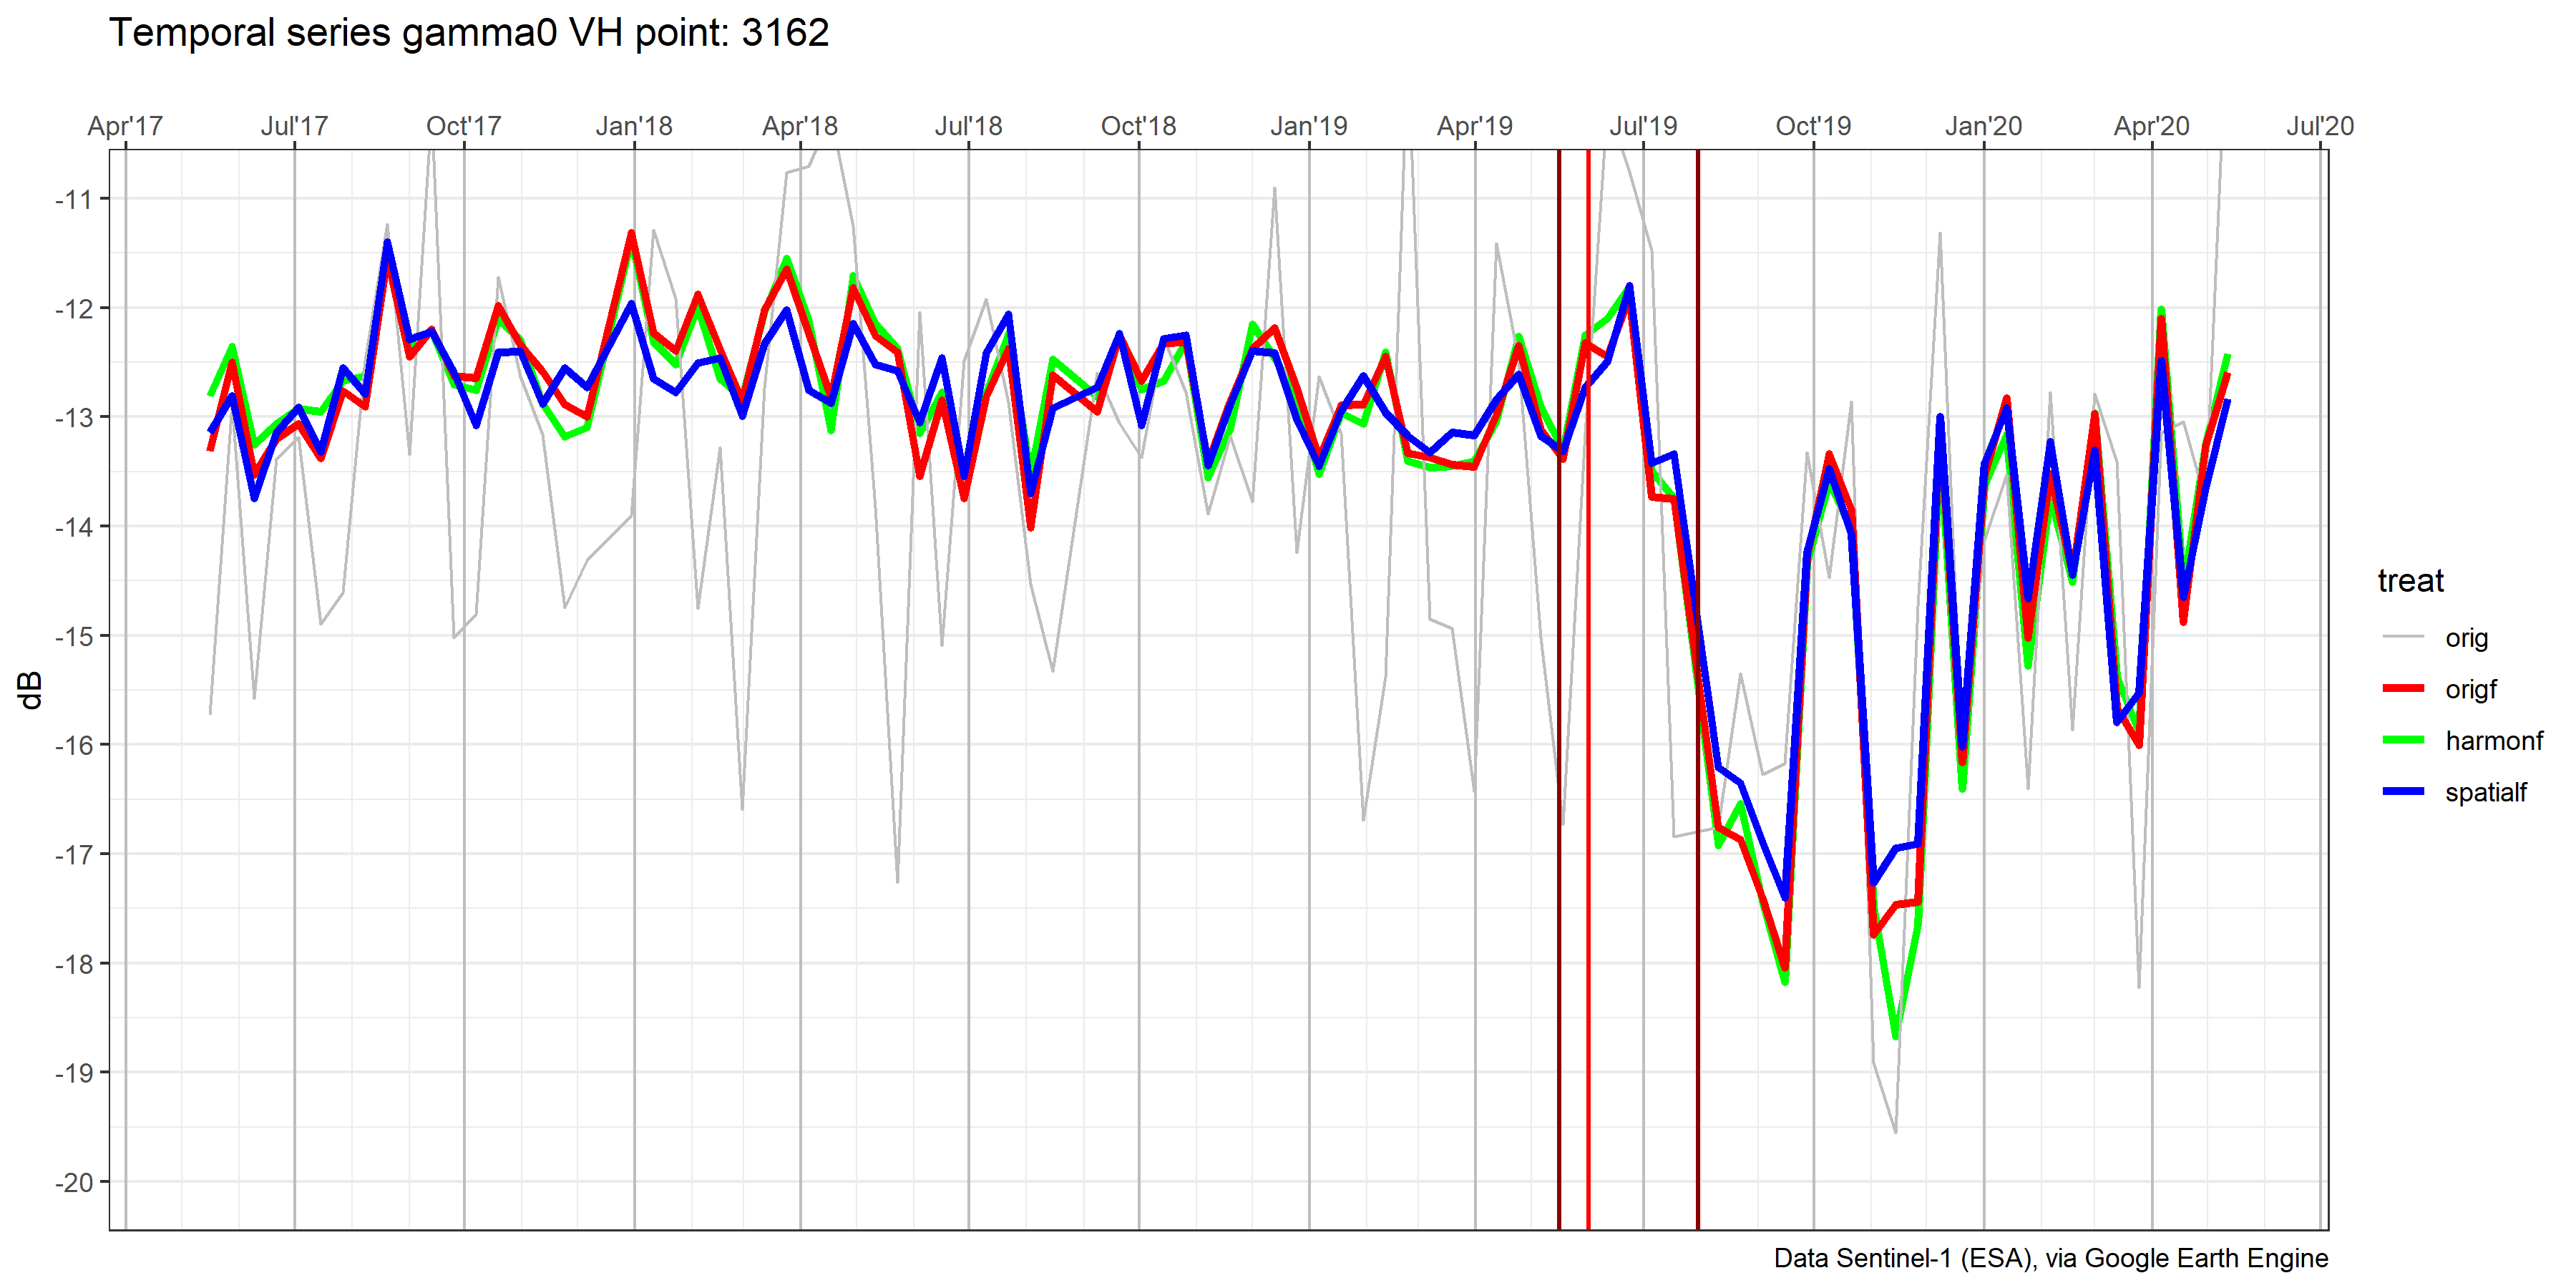 Temporal series gamma0 VH point: 3162
Apr'17 Jul'17 Oct'17 Jan'18 Apr'18 Jul'18 Oct'18 Jan'19 Apr'19 Jul'19 Oct'19 Jan'20 Apr'20 Jul'20
-11
-12
-13
-14
-15
-16
-17
-18
-19
-20
dB
treat
orig
origf
harmonf
spatialf
Data Sentinel-1 (ESA), via Google Earth Engine